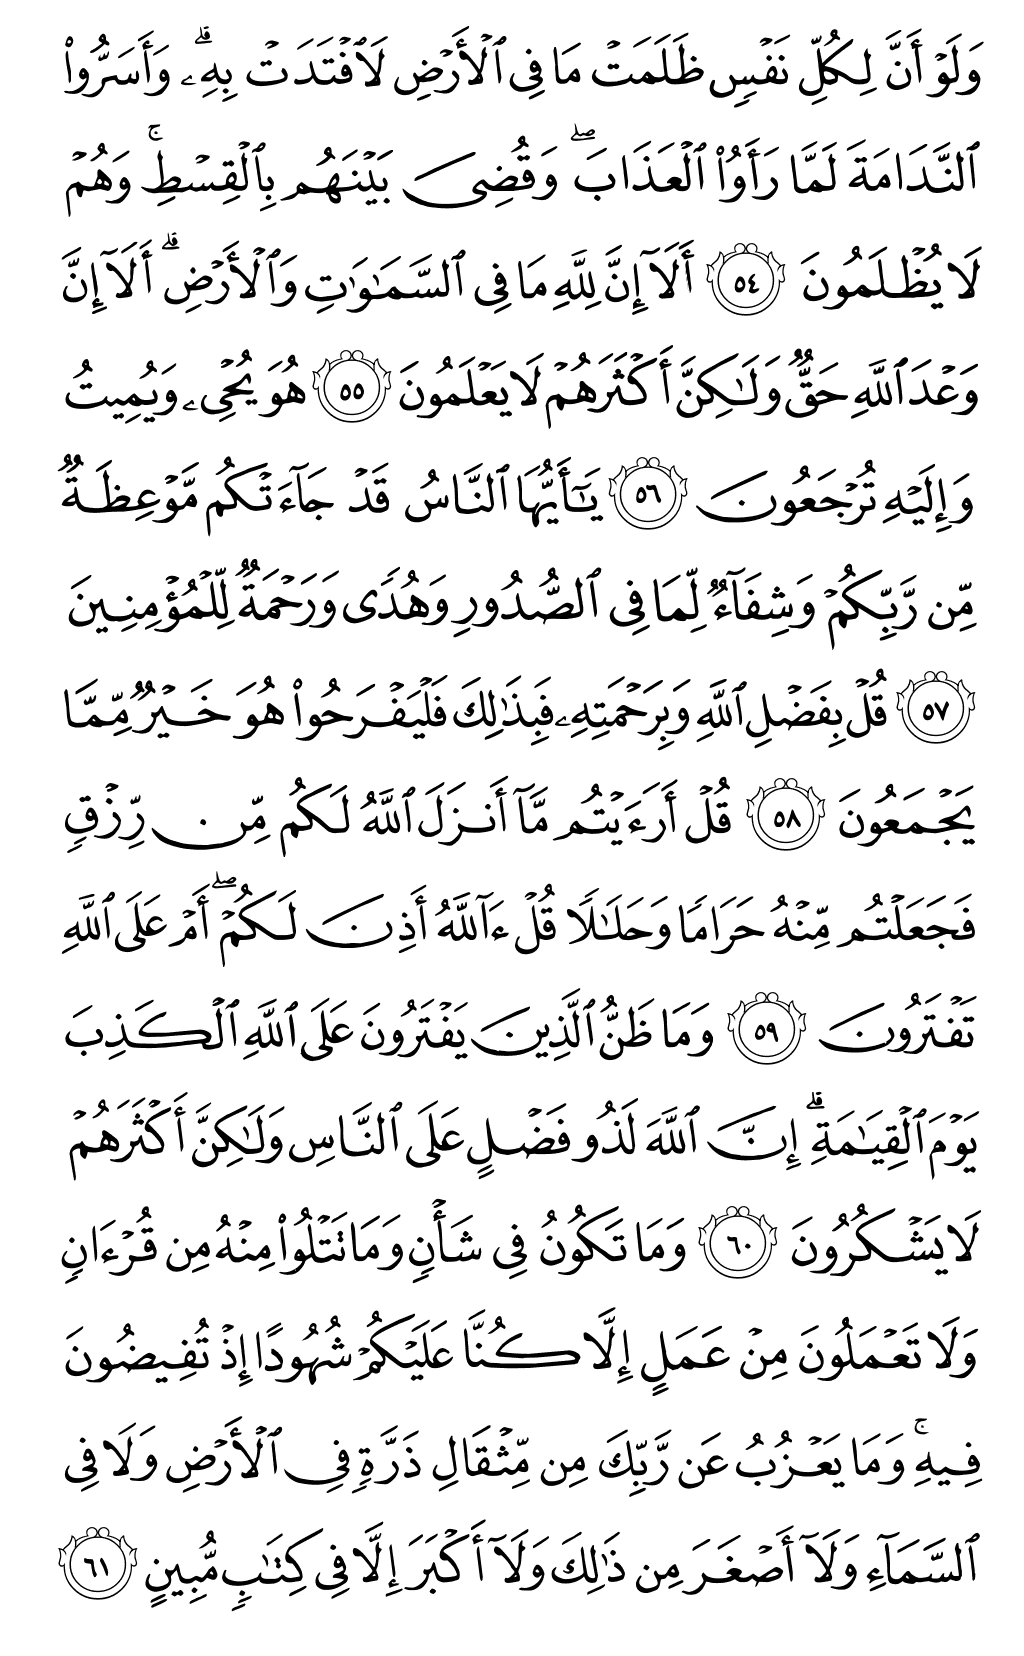 وَلَوْ أَنَّ لِكُلِّ نَفْسٍ ظَلَمَتْ مَا فِى ٱلْأَرْضِ لَٱفْتَدَتْ بِهِۦ ۗ وَأَسَرُّوا۟
ٱلنَّدَامَةَ لَمَّا رَأَوُا۟ ٱلْعَذَابَ ۖ وَقُضِىَ بَيْنَهُم بِٱلْقِسْطِ ۚ وَهُمْ
لَا يُظْلَمُونَ ٥٤ أَلَآ إِنَّ لِلَّهِ مَا فِى ٱلسَّمَـٰوَٰتِ وَٱلْأَرْضِ ۗ أَلَآ إِنَّ
وَعْدَ ٱللَّهِ حَقٌّ وَلَـٰكِنَّ أَكْثَرَهُمْ لَا يَعْلَمُونَ ٥٥ هُوَ يُحْىِۦ وَيُمِيتُ
وَإِلَيْهِ تُرْجَعُونَ ٥٦ يَـٰٓأَيُّهَا ٱلنَّاسُ قَدْ جَآءَتْكُم مَّوْعِظَةٌ
مِّن رَّبِّكُمْ وَشِفَآءٌ لِّمَا فِى ٱلصُّدُورِ وَهُدًى وَرَحْمَةٌ لِّلْمُؤْمِنِينَ
٥٧ قُلْ بِفَضْلِ ٱللَّهِ وَبِرَحْمَتِهِۦ فَبِذَٰلِكَ فَلْيَفْرَحُوا۟ هُوَ خَيْرٌ مِّمَّا
يَجْمَعُونَ ٥٨ قُلْ أَرَءَيْتُم مَّآ أَنزَلَ ٱللَّهُ لَكُم مِّن رِّزْقٍ
فَجَعَلْتُم مِّنْهُ حَرَامًا وَحَلَـٰلًا قُلْ ءَآللَّهُ أَذِنَ لَكُمْ ۖ أَمْ عَلَى ٱللَّهِ
تَفْتَرُونَ ٥٩ وَمَا ظَنُّ ٱلَّذِينَ يَفْتَرُونَ عَلَى ٱللَّهِ ٱلْكَذِبَ
يَوْمَ ٱلْقِيَـٰمَةِ ۗ إِنَّ ٱللَّهَ لَذُو فَضْلٍ عَلَى ٱلنَّاسِ وَلَـٰكِنَّ أَكْثَرَهُمْ
لَا يَشْكُرُونَ ٦٠ وَمَا تَكُونُ فِى شَأْنٍ وَمَا تَتْلُوا۟ مِنْهُ مِن قُرْءَانٍ
وَلَا تَعْمَلُونَ مِنْ عَمَلٍ إِلَّا كُنَّا عَلَيْكُمْ شُهُودًا إِذْ تُفِيضُونَ
فِيهِ ۚ وَمَا يَعْزُبُ عَن رَّبِّكَ مِن مِّثْقَالِ ذَرَّةٍ فِى ٱلْأَرْضِ وَلَا فِى
ٱلسَّمَآءِ وَلَآ أَصْغَرَ مِن ذَٰلِكَ وَلَآ أَكْبَرَ إِلَّا فِى كِتَـٰبٍ مُّبِينٍ ٦١